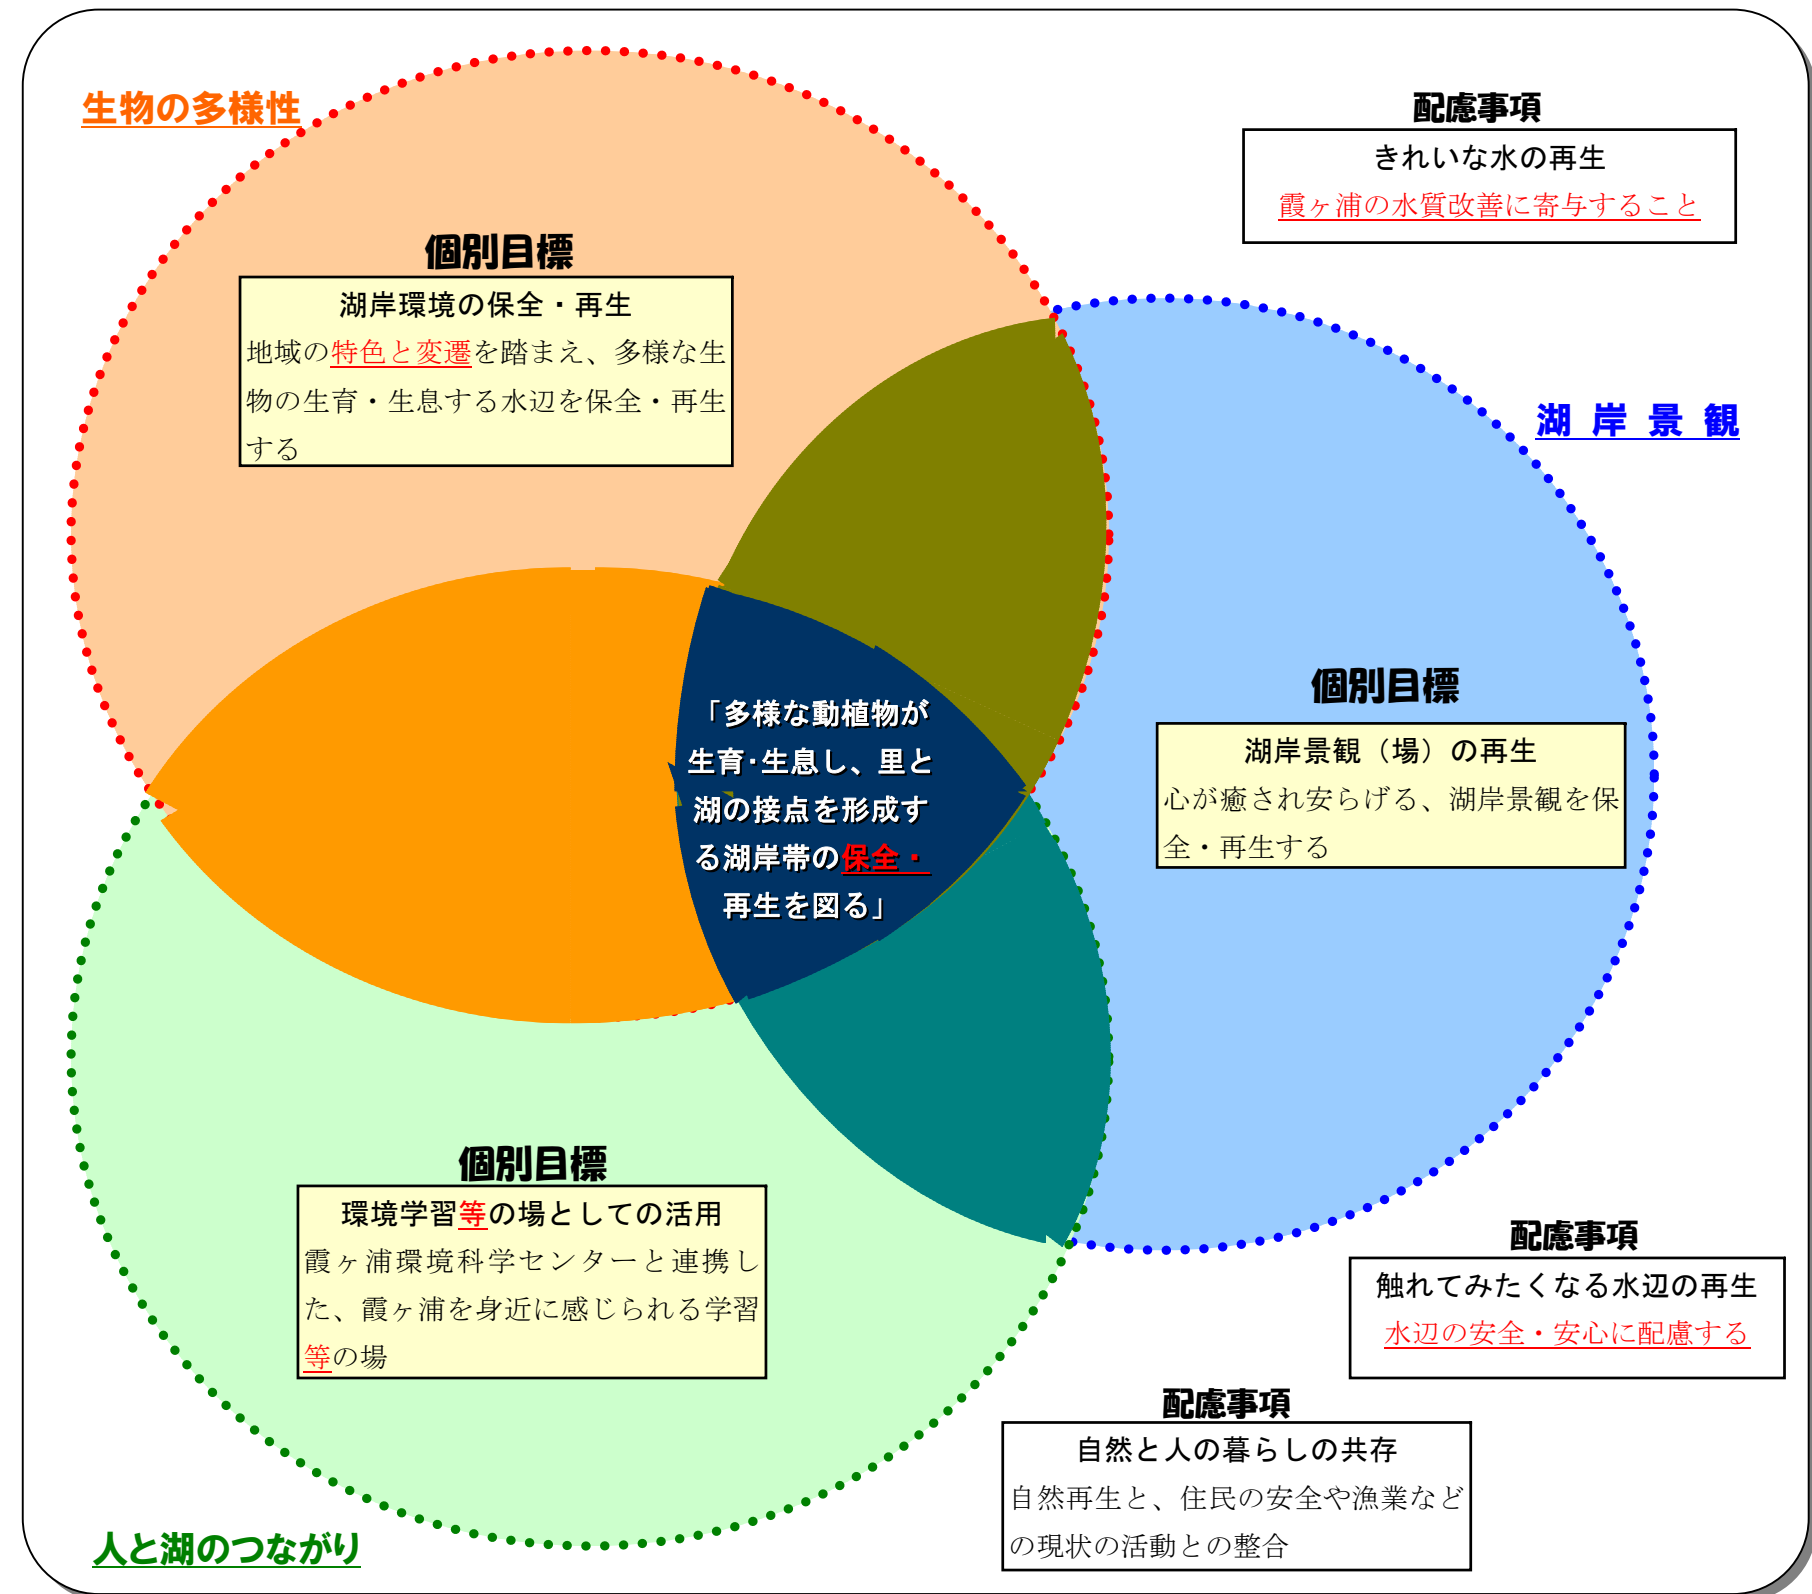 生物の多様性
個別目標
湖岸環境の保全・再生
地域の特色と変遷を踏まえ、多様な生
物の生育・生息する水辺を保全・再生
する
配慮事項
きれいな水の再生
霞ヶ浦の水質改善に寄与すること
湖岸景観
個別目標
湖岸景観（場）の再生
心が癒され安らげる、湖岸景観を保
全・再生する
「多様な動植物が
生育･生息し、里と
湖の接点を形成す
る湖岸帯の保全・
再生を図る」
個別目標
環境学習等の場としての活用
霞ヶ浦環境科学センターと連携し
た、霞ヶ浦を身近に感じられる学習
等の場
人と湖のつながり
配慮事項
触れてみたくなる水辺の再生
水辺の安全・安心に配慮する
配慮事項
自然と人の暮らしの共存
自然再生と、住民の安全や漁業など
の現状の活動との整合